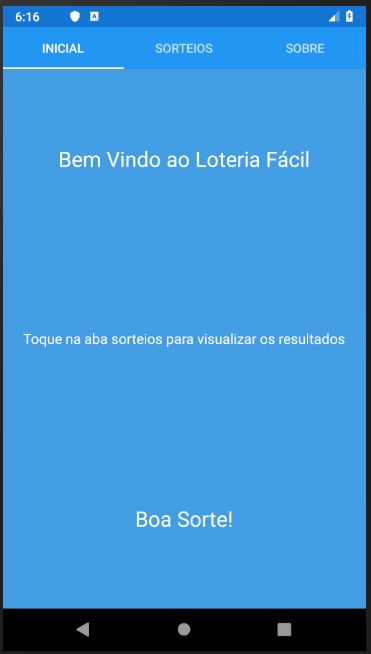 6:16
INICIAL SORTEIOS SOBRE
Bem Vindo ao Loteria Fácil
Toque na aba sorteios para visualizar os resultados
Boa Sorte!